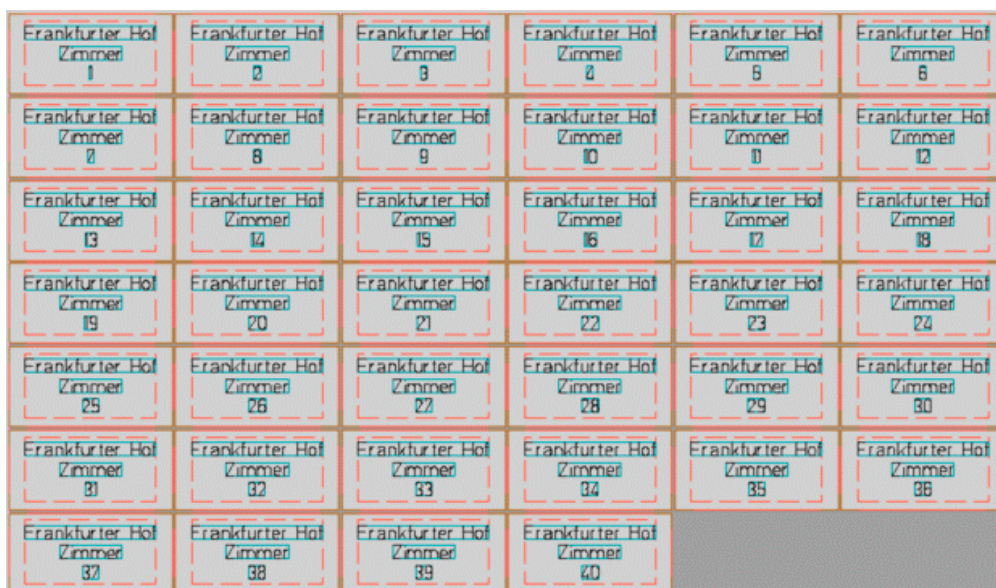 Frankfurter Hof Frankfurter Hof Frankfurter Hof Frankfurter Hof Frankfurter Hof Frankfurter Hof
Zimmer Zimmer Zimmer Zimmer Zimmer Zimmer
1 2 3 4 5 6
Frankfurter Hof Frankfurter Hof Frankfurter Hof Frankfurter Hof Frankfurter Hof Frankfurter Hof
Zimmer Zimmer Zimmer Zimmer Zimmer Zimmer
7 8 9 10 11 12
Frankfurter Hof Frankfurter Hof Frankfurter Hof Frankfurter Hof Frankfurter Hof Frankfurter Hof
Zimmer Zimmer Zimmer Zimmer Zimmer Zimmer
13 14 15 16 17 18
Frankfurter Hof Frankfurter Hof Frankfurter Hof Frankfurter Hof Frankfurter Hof Frankfurter Hof
Zimmer Zimmer Zimmer Zimmer Zimmer Zimmer
19 20 21 22 23 24
Frankfurter Hof Frankfurter Hof Frankfurter Hof Frankfurter Hof Frankfurter Hof Frankfurter Hof
Zimmer Zimmer Zimmer Zimmer Zimmer Zimmer
25 26 27 28 29 30
Frankfurter Hof Frankfurter Hof Frankfurter Hof Frankfurter Hof Frankfurter Hof Frankfurter Hof
Zimmer Zimmer Zimmer Zimmer Zimmer Zimmer
31 32 33 34 35 36
Frankfurter Hof Frankfurter Hof Frankfurter Hof Frankfurter Hof
Zimmer Zimmer Zimmer Zimmer
37 38 39 40